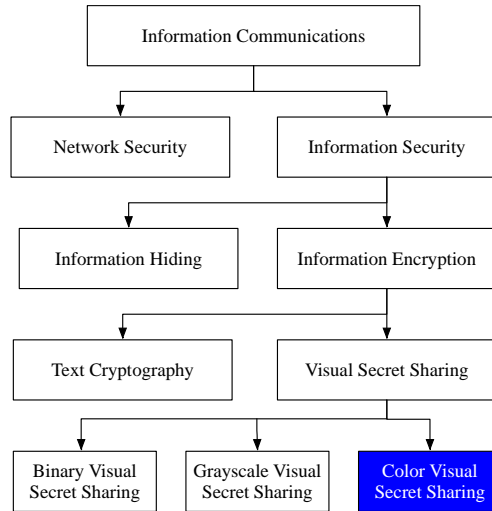 Information Communications
Network Security
Information Security
Information Hiding
Information Encryption
Text Cryptography
Visual Secret Sharing
Binary Visual
Secret Sharing
Grayscale Visual
Secret Sharing
Color Visual
Secret Sharing